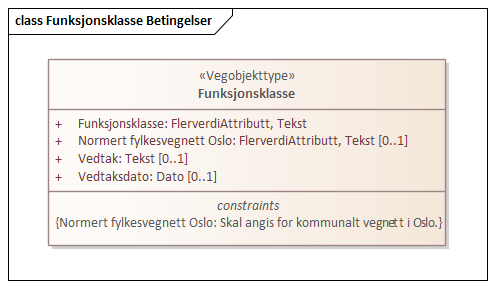 class Funksjonsklasse Betingelser
«Vegobjekttype»
Funksjonsklasse
+ Funksjonsklasse: FlerverdiAttributt, Tekst
+ Normert fylkesvegnett Oslo: FlerverdiAttributt, Tekst [0..1]
+ Vedtak: Tekst [0..1]
+ Vedtaksdato: Dato [0..1]
constraints
{Normert fylkesvegnett Oslo: Skal angis for kommunalt vegnett i Oslo.}